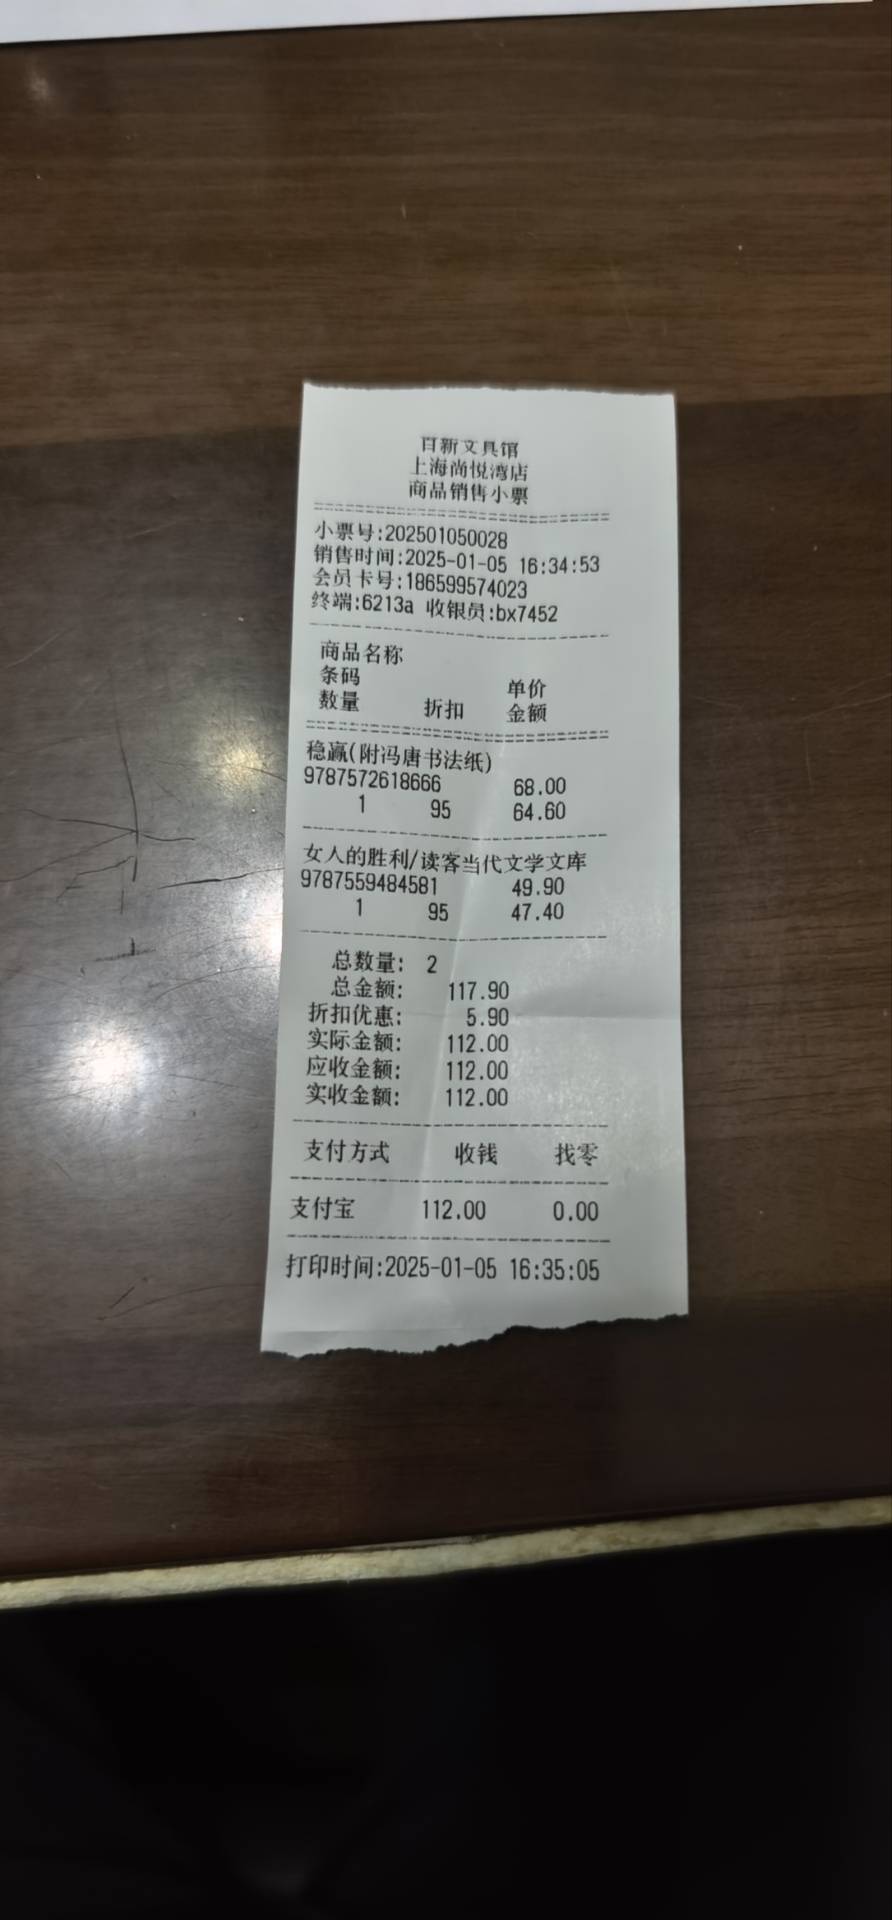 百新文具馆
上海尚悦湾店
商品销售小票
小票号:202501050028
销售时间:2025-01-05 16:34:53
会员卡号:186599574023
终端:6213a 收银员:bx7452
商品名称
条码 单价
数量 折扣 金额
稳赢(附冯唐书法纸)
9787572618666 68.00
1 95 64.60
女人的胜利/读客当代文学文库
9787559484581 49.90
1 95 47.40
总数量: 2
总金额: 117.90
折扣优惠: 5.90
实际金额: 112.00
应收金额: 112.00
实收金额: 112.00
支付方式 收钱 找零
支付宝 112.00 0.00
打印时间:2025-01-05 16:35:05